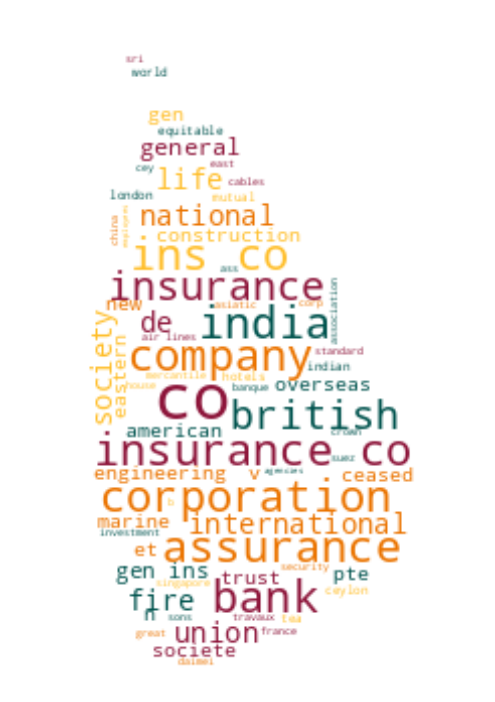 sri
world
gen
equitable
general
east
cey
life
cables
london
mutual
national
china
construction
ins co
ass
insurance
new
asiatic
corp
association
de
india
society
air lines
company
standard
eastern
indian
mercantile
hotels
house
banque
overseas
co
british
american
crown
insurance co
suez
engineering
v
agencies
ceased
corporation
b
marine
international
investment
et
assurance
gen ins
security
trust
pte
singapore
ceylon
fire
bank
n
sons
travaux
tea
great
union
france
societe
daimei